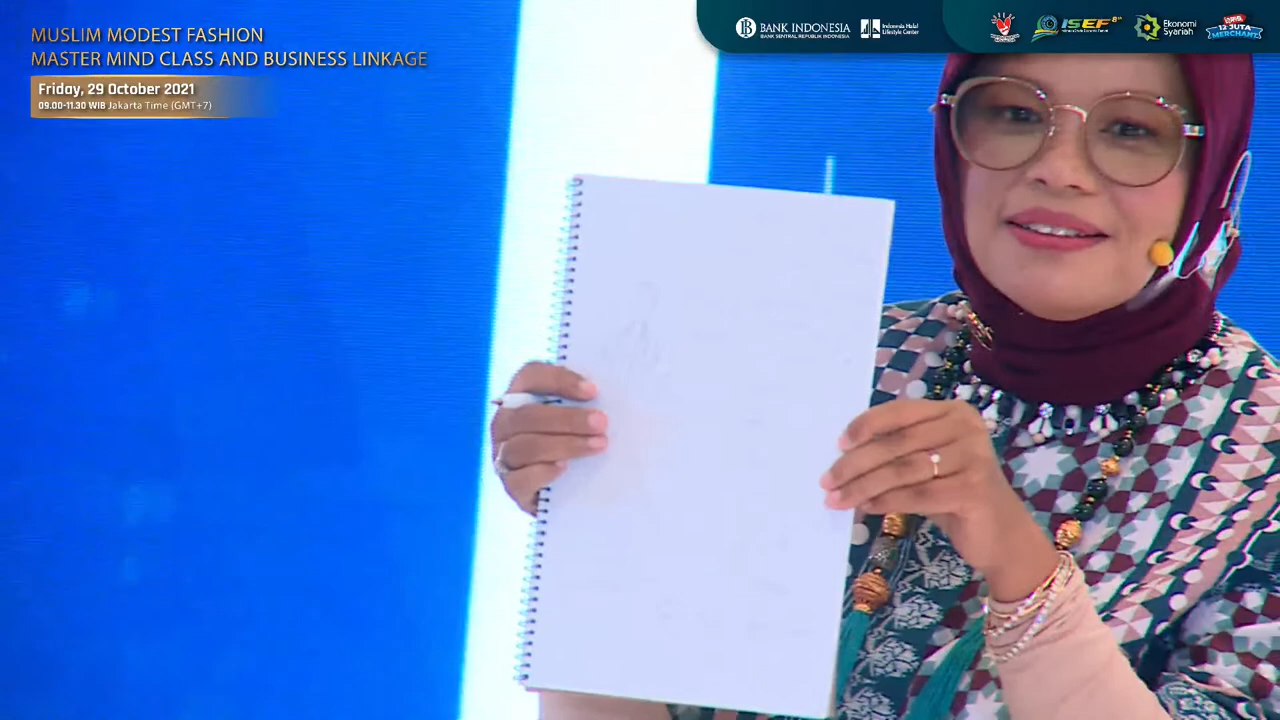 MUSLIM MODEST FASHION
MASTER MIND CLASS AND BUSINESS LINKAGE
Friday, 29 October 2021
09.00-11.30 WIB Jakarta Time (GMT+7)
BANK INDONESIA
BANK SENTRAL REPUBLIK INDONESIA
Indonesia Halal
Lifestyle Center
ISEF 8th
Ekonomi
Syariah
12 JUTA
MERCHANT